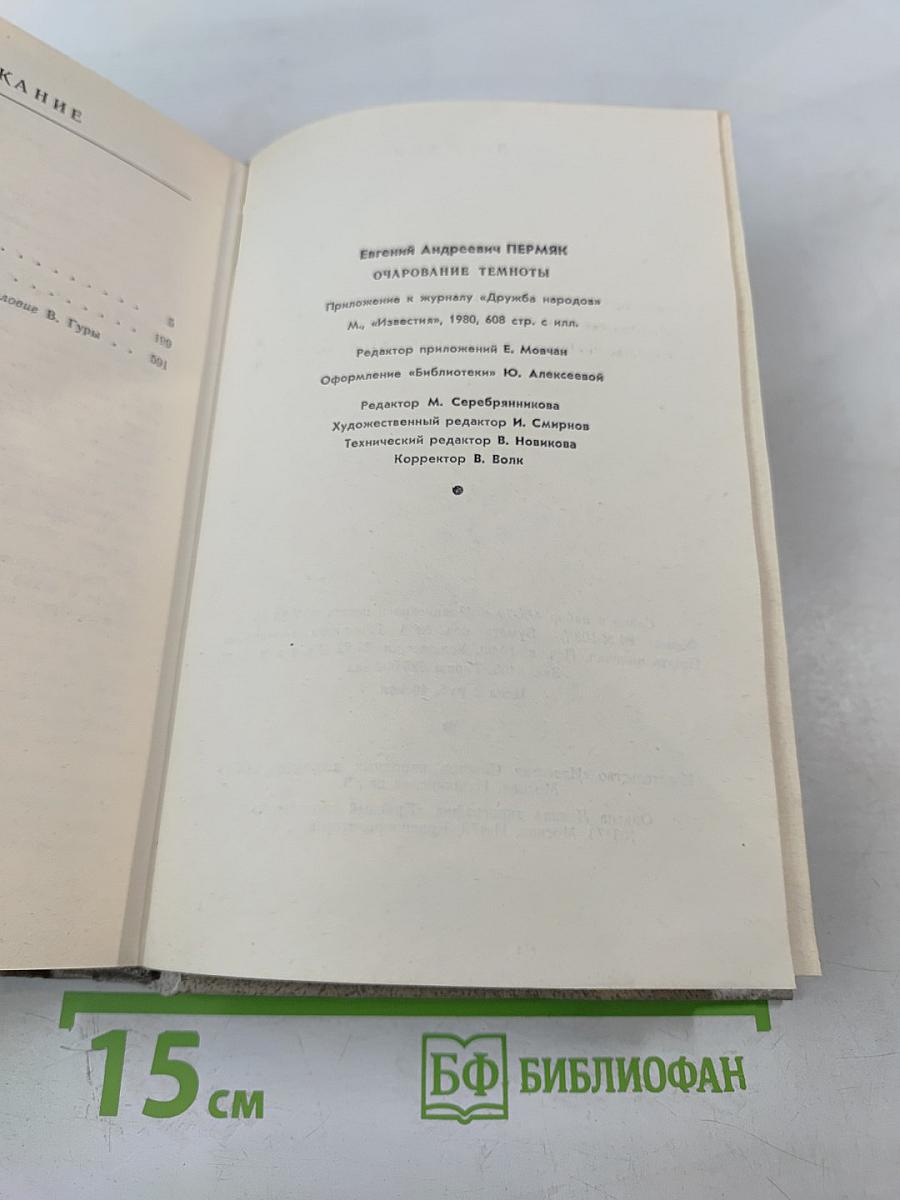 КАНИЕ
5
199
ловие В. Гуры . . 591
Евгений Андреевич ПЕРМЯК
ОЧАРОВАНИЕ ТЕМНОТЫ
Приложение к журналу «Дружба народов»
М., «Известия», 1980, 608 стр. с илл.
Редактор приложений Е. Мовчан
Оформление «Библиотеки» Ю. Алексеевой
Редактор М. Серебрянникова
Художественный редактор И. Смирнов
Технический редактор В. Новикова
Корректор В. Волк
15 см
БФ БИБЛИОФАН